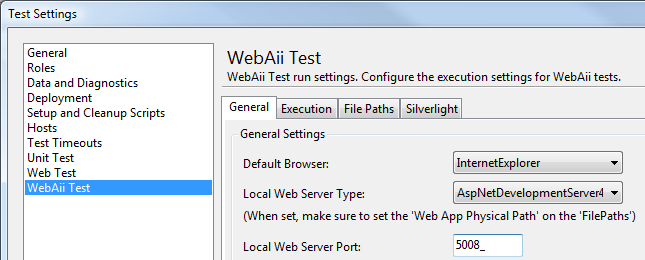 Test Settings
General
Roles
Data and Diagnostics
Deployment
Setup and Cleanup Scripts
Hosts
Test Timeouts
Unit Test
Web Test
WebAii Test
WebAii Test
WebAii Test run settings. Configure the execution settings for WebAii tests.
General Execution File Paths Silverlight
General Settings
Default Browser: InternetExplorer
Local Web Server Type: AspNetDevelopmentServer4
(When set, make sure to set the 'Web App Physical Path' on the 'FilePaths')
Local Web Server Port: 5008_